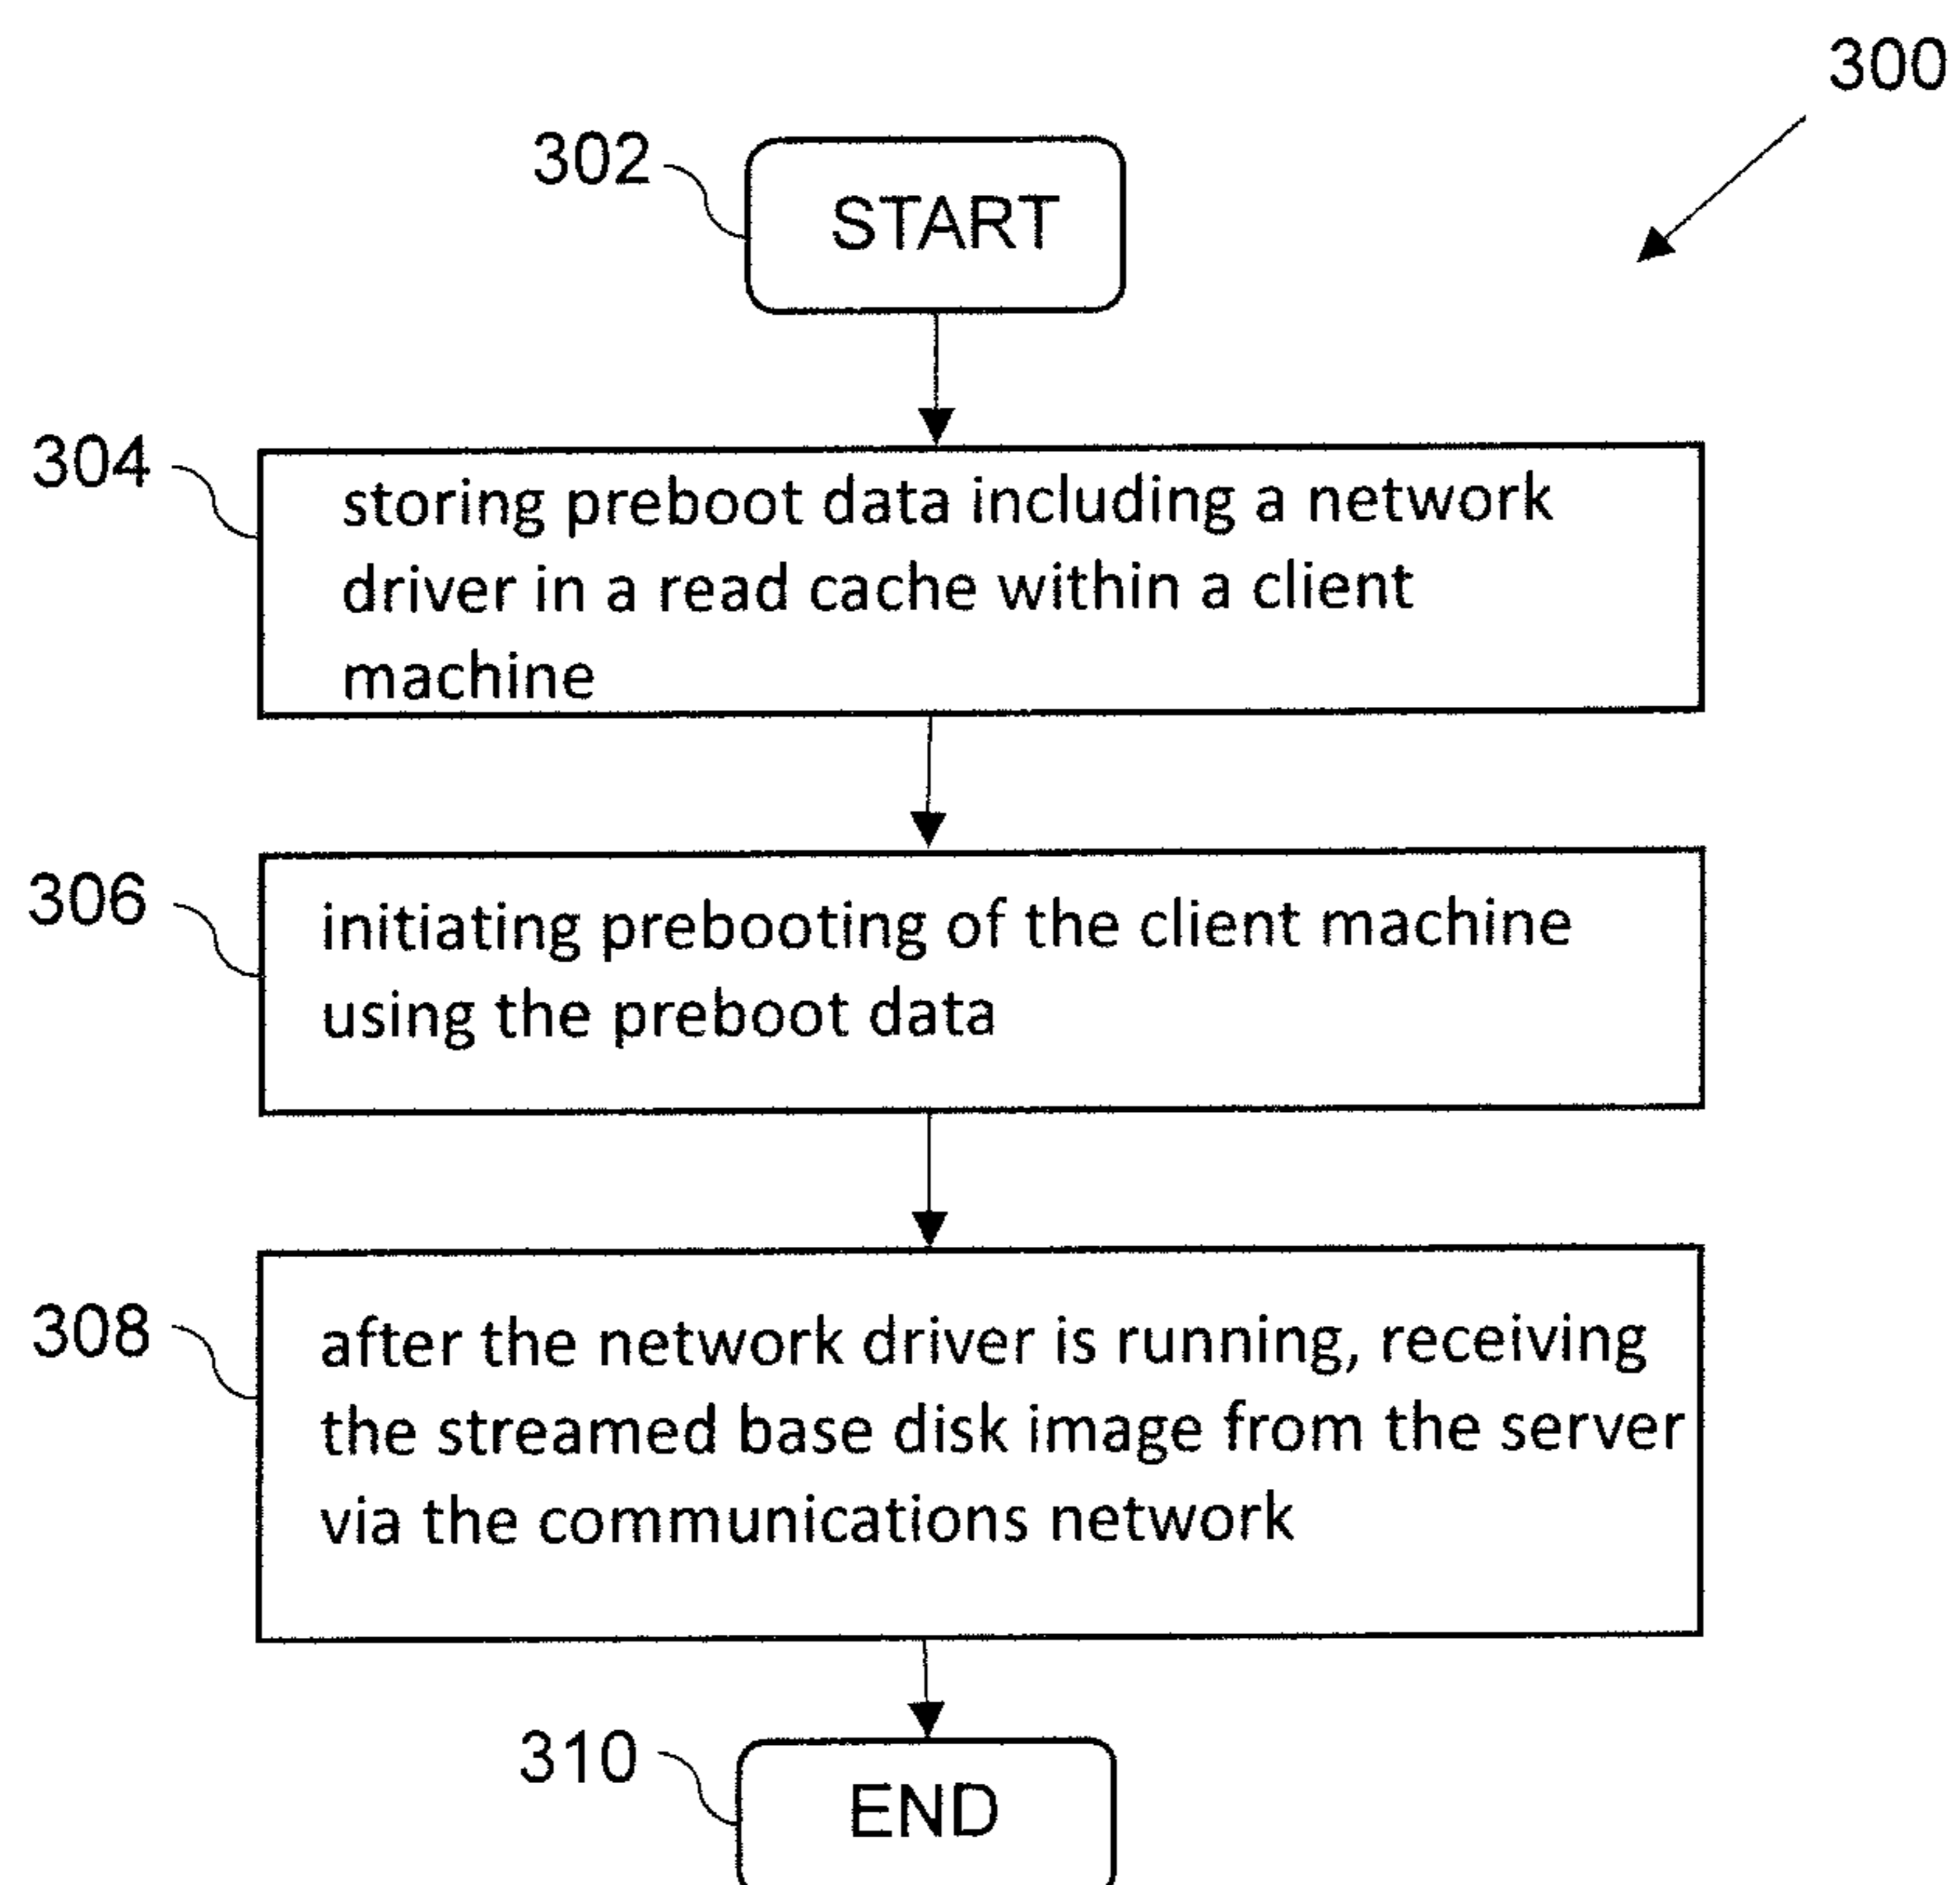 300
302
START
304
storing preboot data including a network
driver in a read cache within a client
machine
306
initiating prebooting of the client machine
using the preboot data
308
after the network driver is running, receiving
the streamed base disk image from the server
via the communications network
310
END